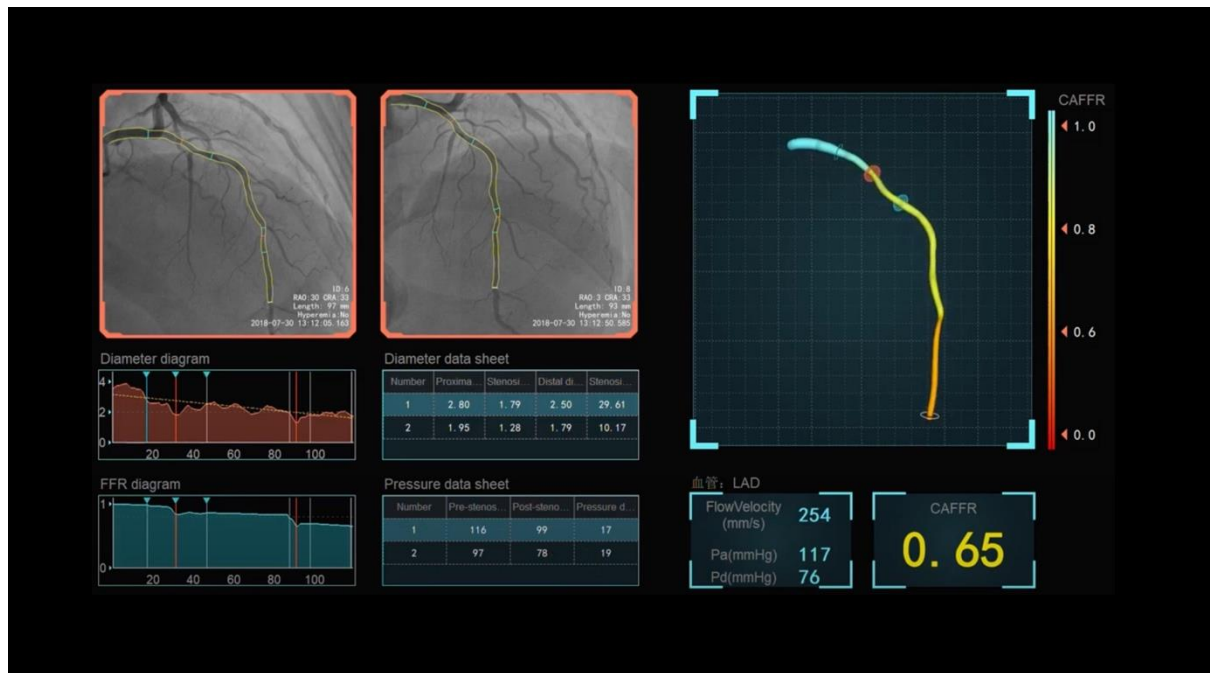 ID:6
RAO:30 CRA:33
Length: 97 mm
Hyperemia:No
2018-07-30 13:12:05.163
ID:8
RAO:3 CRA:33
Length: 93 mm
Hyperemia:No
2018-07-30 13:12:50.585
CAFFR
1.0
0.8
0.6
0.0
Diameter diagram
4
2
0
20 40 60 80 100
Diameter data sheet
Number Proxima... Stenosi... Distal di... Stenosi...
1 2.80 1.79 2.50 29.61
2 1.95 1.28 1.79 10.17
FFR diagram
1
0
20 40 60 80 100
Pressure data sheet
Number Pre-stenos... Post-steno... Pressure d...
1 116 99 17
2 97 78 19
血管：LAD
FlowVelocity
(mm/s) 254
Pa(mmHg) 117
Pd(mmHg) 76
CAFFR
0.65